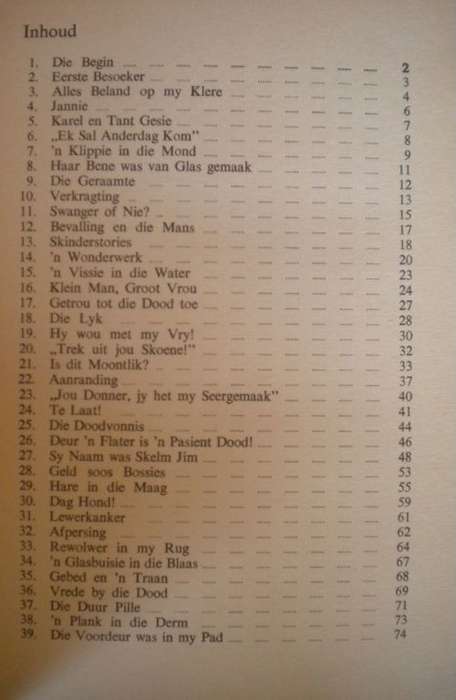 Inhoud
1. Die Begin 2
2. Eerste Besoeker 3
3. Alles Beland op my Klere 4
4. Jannie 6
5. Karel en Tant Gesie 7
6. „Ek Sal Anderdag Kom” 8
7. 'n Klippie in die Mond 9
8. Haar Bene was van Glas gemaak 11
9. Die Geraamte 12
10. Verkragting 13
11. Swanger of Nie? 15
12. Bevalling en die Mans 17
13. Skinderstories 18
14. 'n Wonderwerk 20
15. 'n Vissie in die Water 23
16. Klein Man, Groot Vrou 24
17. Getrou tot die Dood toe 27
18. Die Lyk 28
19. Hy wou met my Vry! 30
20. „Trek uit jou Skoene!” 32
21. Is dit Moontlik? 33
22. Aanranding 37
23. „Jou Donner, jy het my Seergemaak” 40
24. Te Laat! 41
25. Die Doodvonnis 44
26. Deur 'n Flater is 'n Pasient Dood! 46
27. Sy Naam was Skelm Jim 48
28. Geld soos Bossies 53
29. Hare in die Maag 55
30. Dag Hond! 59
31. Lewerkanker 61
32. Afpersing 62
33. Rewolwer in my Rug 64
34. 'n Glasbuisie in die Blaas 67
35. Gebed en 'n Traan 68
36. Vrede by die Dood 69
37. Die Duur Pille 71
38. 'n Plank in die Derm 73
39. Die Voordeur was in my Pad 74